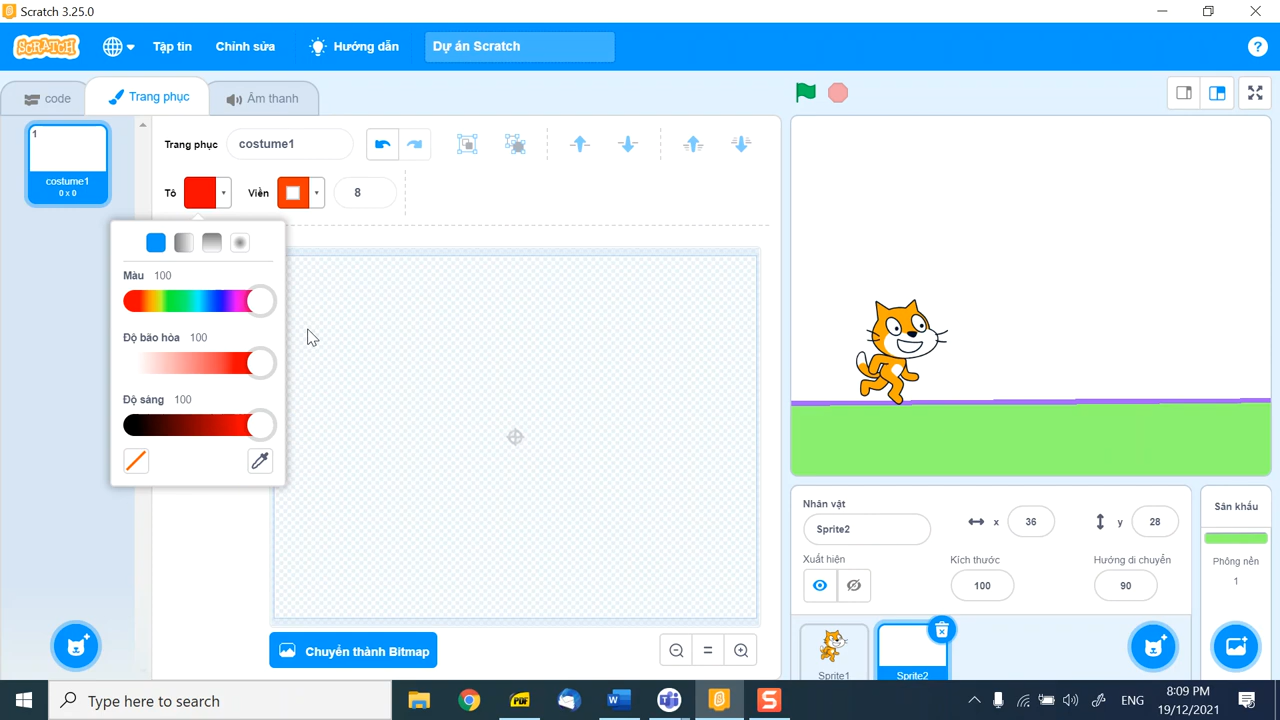 Scratch 3.25.0
SCRATCH
Tập tin
Chỉnh sửa
Hướng dẫn
Dự án Scratch
?
code
Trang phục
Âm thanh
1
costume1
0 x 0
Trang phục
costume1
Tô
Viền
8
Màu 100
Độ bão hòa 100
Độ sáng 100
Chuyển thành Bitmap
Nhân vật
Sprite2
x
36
y
28
Xuất hiện
Kích thước
Hướng di chuyển
100
90
Sprite1
Sprite2
Sân khấu
Phông nền
1
Type here to search
PDF
ENG
8:09 PM
19/12/2021